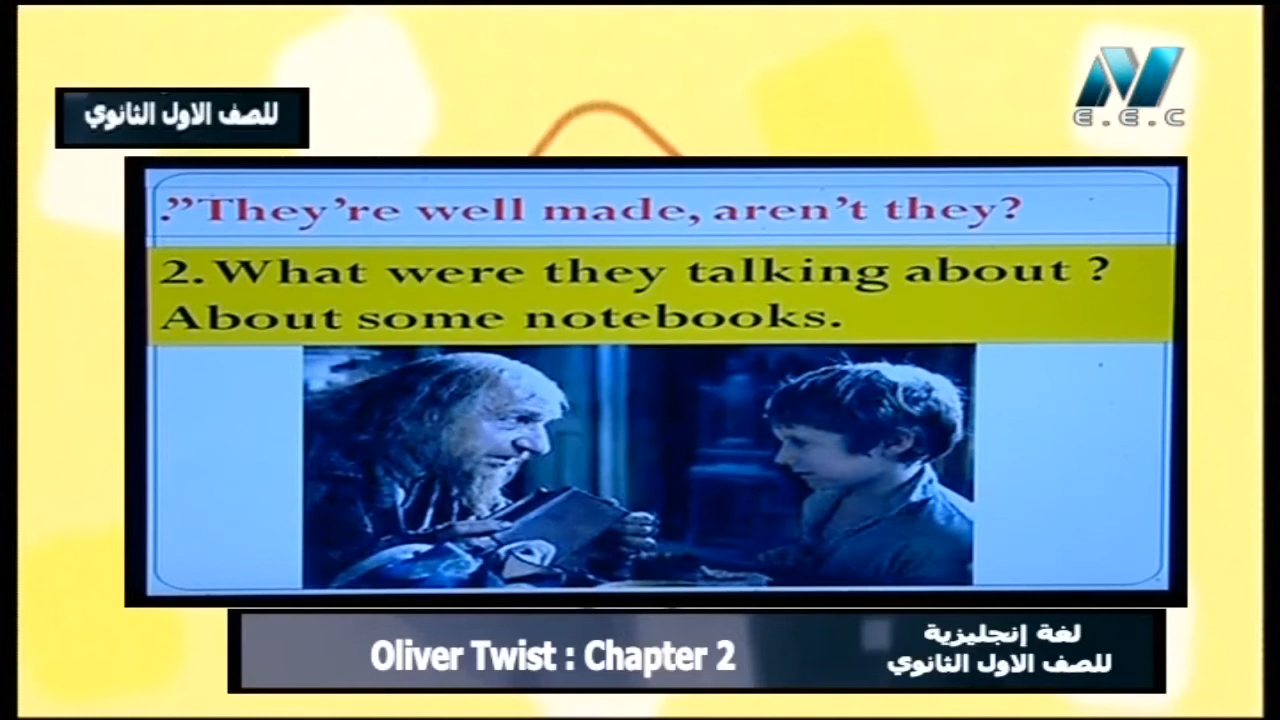 E.E.C
للصف الاول الثانوي
.”They’re well made, aren’t they?
2. What were they talking about ?
About some notebooks.
Oliver Twist : Chapter 2
لغة إنجليزية
للصف الاول الثانوي